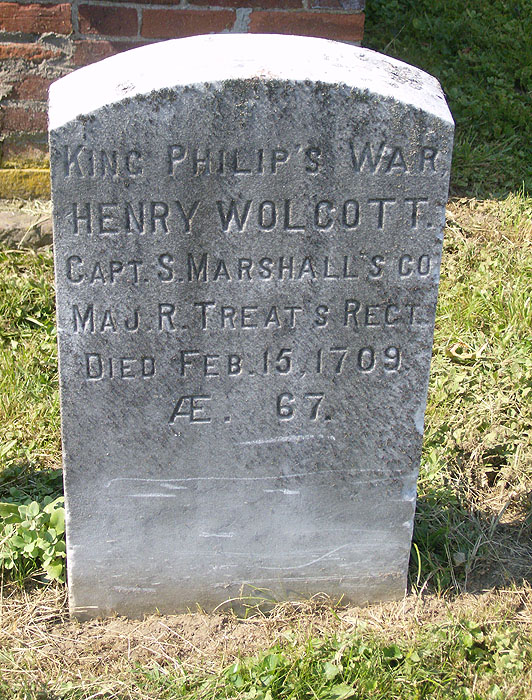 KING PHILIP'S WAR
HENRY WOLCOTT.
CAPT. S. MARSHALL'S CO
MAJ. R. TREAT'S REGT.
DIED FEB. 15, 1709.
Æ. 67.